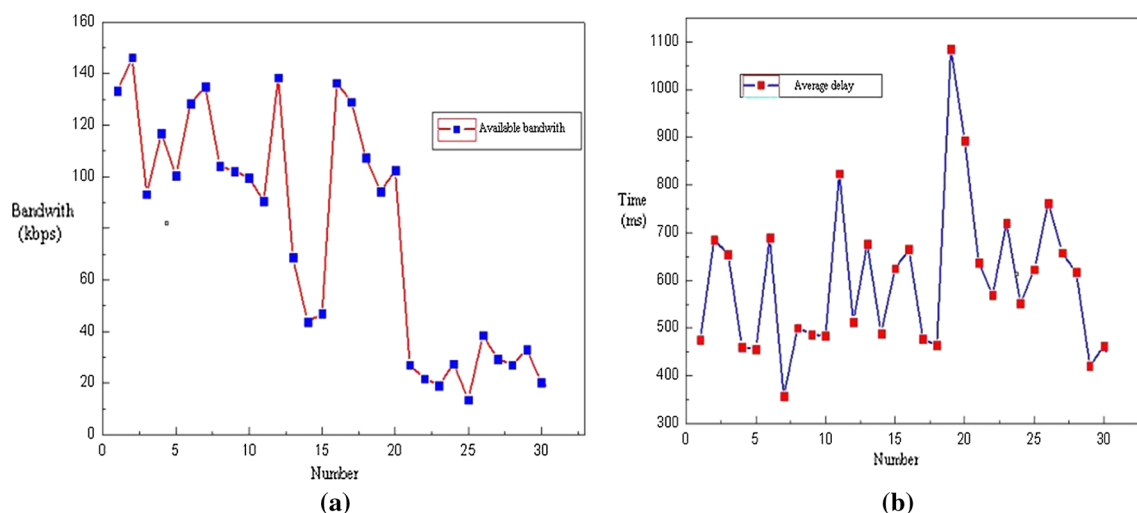 160
140
120
100
80
60
40
20
0
Bandwith
(kbps)
Available bandwith
0 5 10 15 20 25 30
Number
(a)
1100
1000
900
800
700
600
500
400
300
Time
(ms)
Average delay
0 5 10 15 20 25 30
Number
(b)